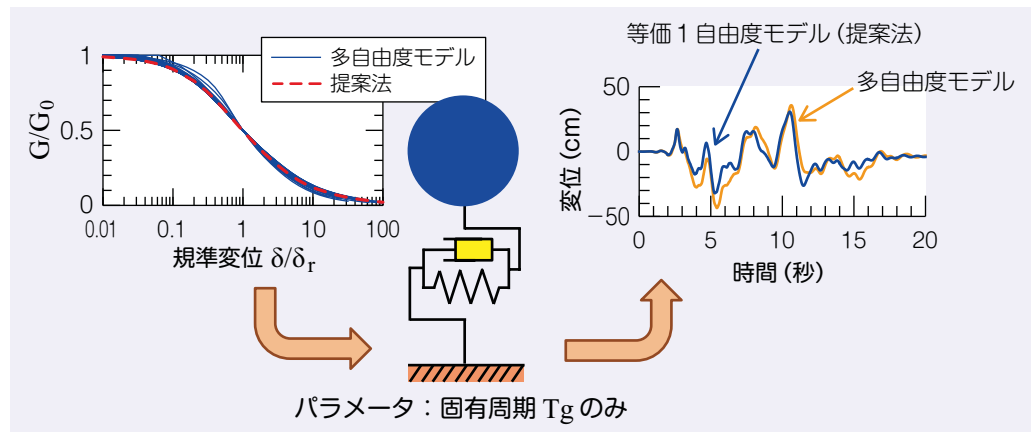 1
0.5
0
G/G0
0.01 0.1 1 10 100
規準変位 δ/δr
多自由度モデル
提案法
等価1自由度モデル(提案法)
多自由度モデル
50
0
−50
変位(cm)
0 5 10 15 20
時間(秒)
パラメータ:固有周期 Tg のみ